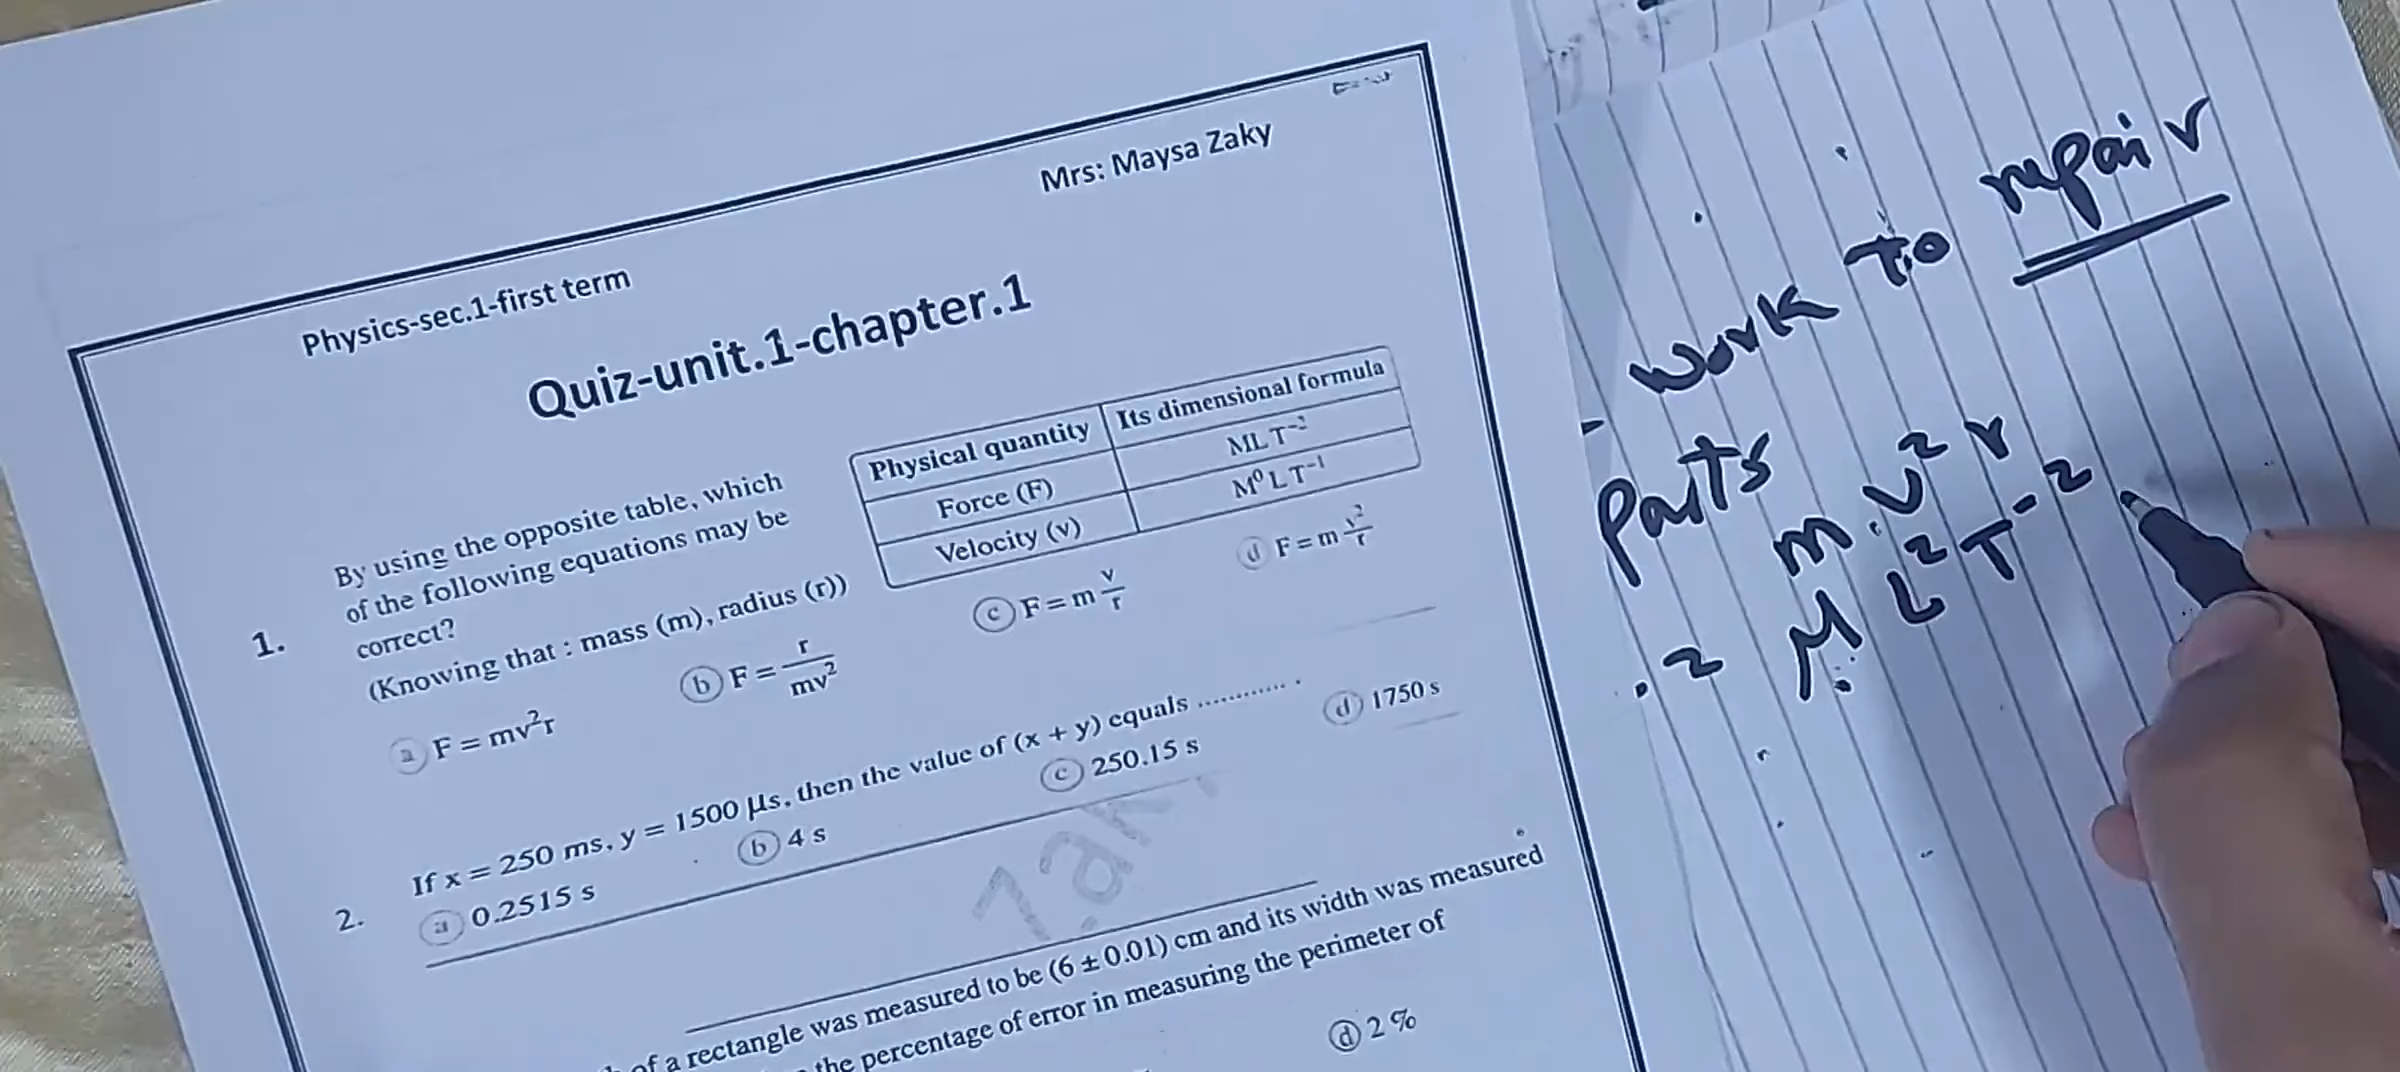 Physics-sec.1-first term
Mrs: Maysa Zaky
Quiz-unit.1-chapter.1
1.
By using the opposite table, which
of the following equations may be
correct?
(Knowing that : mass (m), radius (r))
Physical quantity Its dimensional formula
Force (F) MLT⁻²
Velocity (v) M⁰LT⁻¹
a F = mv²r
b F = r/mv²
c F = m v/r
d F = m v²/r
2.
If x = 250 ms, y = 1500 μs, then the value of (x + y) equals ............ .
a 0.2515 s
b 4 s
c 250.15 s
d 1750 s
of a rectangle was measured to be (6 ± 0.01) cm and its width was measured
the percentage of error in measuring the perimeter of
d 2 %
- work to repair
Parts
m v² r
M L² T⁻²